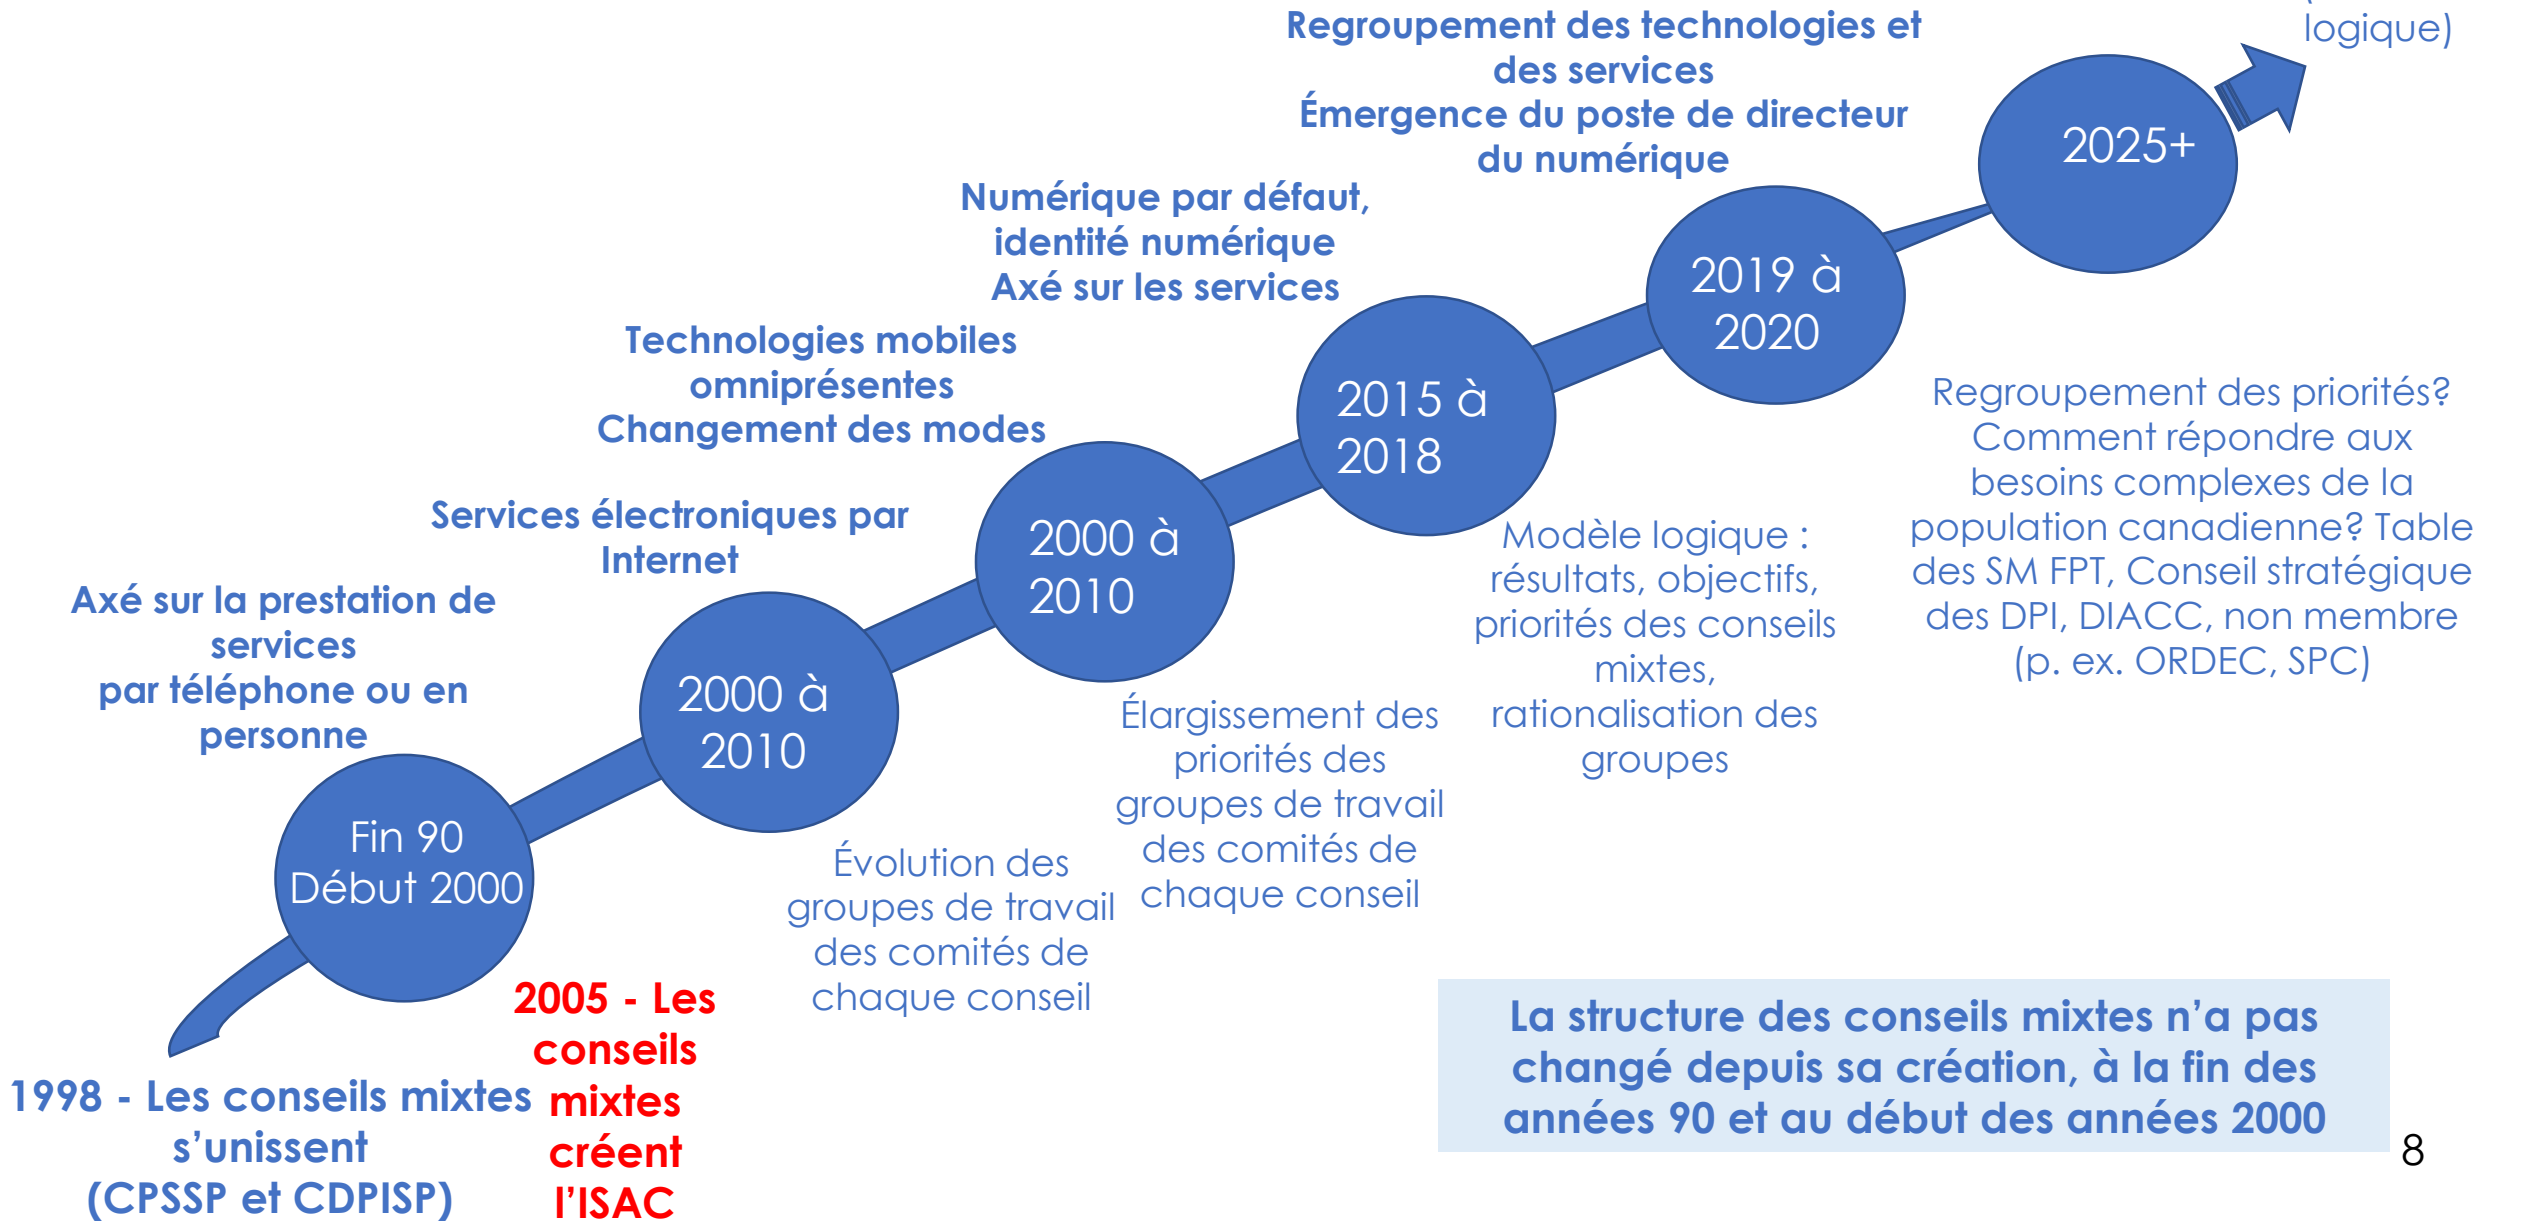 logique)
Regroupement des technologies et
des services
Émergence du poste de directeur
du numérique
2025+
Numérique par défaut,
identité numérique
Axé sur les services
2019 à
2020
Technologies mobiles
omniprésentes
Changement des modes
2015 à
2018
Regroupement des priorités?
Comment répondre aux
besoins complexes de la
population canadienne? Table
des SM FPT, Conseil stratégique
des DPI, DIACC, non membre
(p. ex. ORDEC, SPC)
Services électroniques par
Internet
2000 à
2010
Modèle logique :
résultats, objectifs,
priorités des conseils
mixtes,
rationalisation des
groupes
Axé sur la prestation de
services
par téléphone ou en
personne
2000 à
2010
Élargissement des
priorités des
groupes de travail
des comités de
chaque conseil
Fin 90
Début 2000
Évolution des
groupes de travail
des comités de
chaque conseil
1998 - Les conseils mixtes
s’unissent
(CPSSP et CDPISP)
2005 - Les
conseils
mixtes
créent
l’ISAC
La structure des conseils mixtes n’a pas
changé depuis sa création, à la fin des
années 90 et au début des années 2000
8